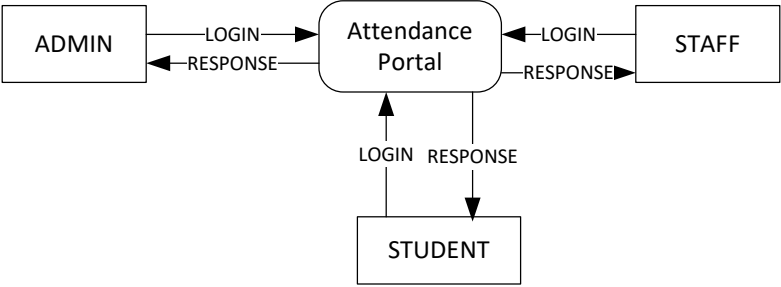 ADMIN
LOGIN
RESPONSE
Attendance
Portal
LOGIN
RESPONSE
STAFF
LOGIN
RESPONSE
STUDENT